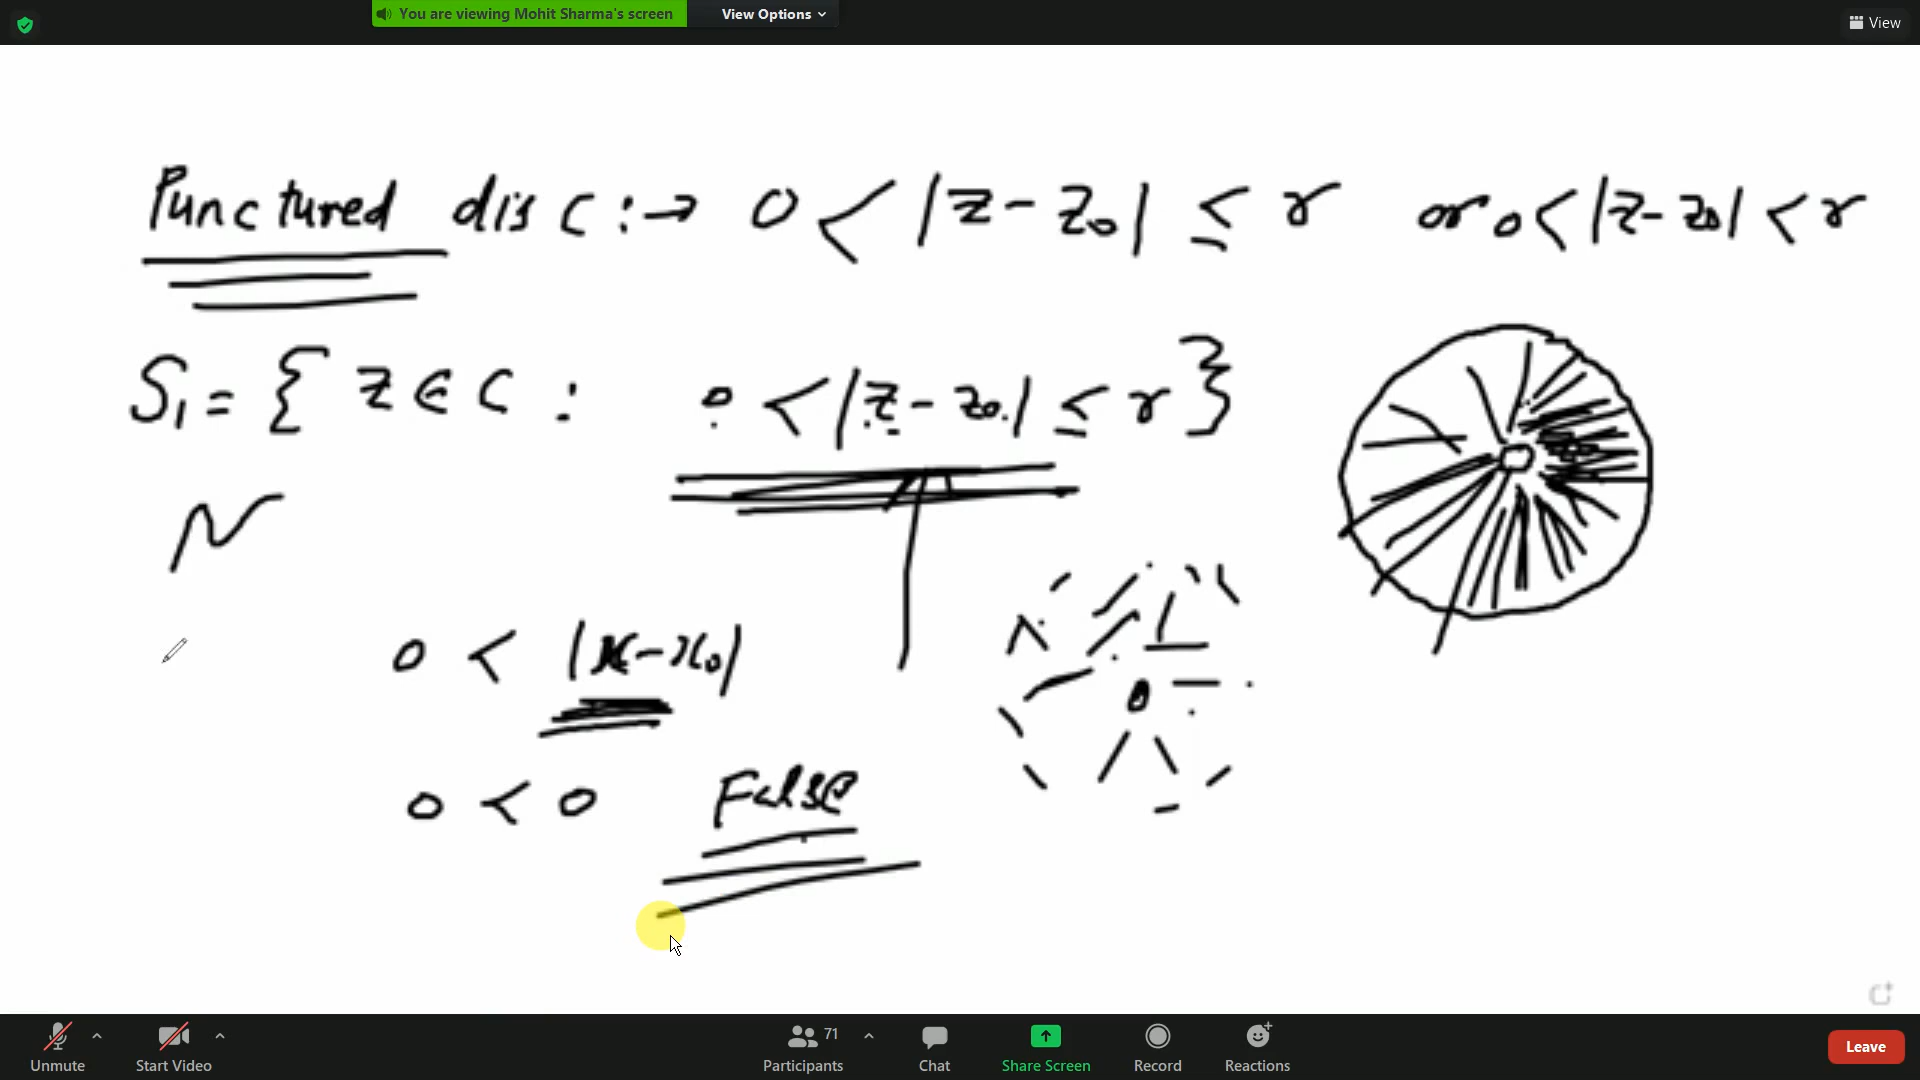 You are viewing Mohit Sharma's screen
View Options
View
Punctured disc :→ 0 < |z - z₀| ≤ r or 0 < |z - z₀| < r
S₁ = { z ∈ C : 0 < |z - z₀| ≤ r }
0 < |x - x₀|
0 < 0 False
Unmute
Start Video
71
Participants
Chat
Share Screen
Record
Reactions
Leave